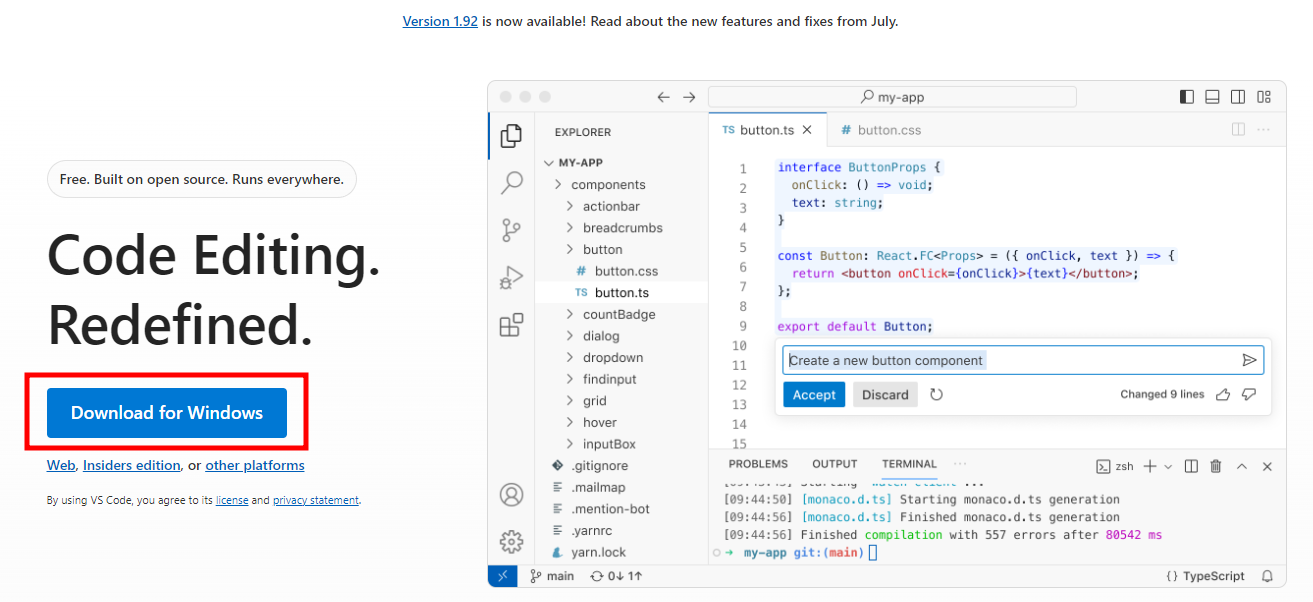 Version 1.92 is now available! Read about the new features and fixes from July.
Free. Built on open source. Runs everywhere.
Code Editing.
Redefined.
Download for Windows
Web, Insiders edition, or other platforms
By using VS Code, you agree to its license and privacy statement.
my-app
EXPLORER
MY-APP
components
actionbar
breadcrumbs
button
# button.css
TS button.ts
countBadge
dialog
dropdown
findinput
grid
hover
inputBox
.gitignore
.mailmap
.mention-bot
.yarnrc
yarn.lock
TS button.ts
# button.css
1 interface ButtonProps {
2 onClick: () => void;
3 text: string;
4 }
5
6 const Button: React.FC<Props> = ({ onClick, text }) => {
7 return <button onClick={onClick}>{text}</button>;
8 };
9
10 export default Button;
11
12
13
14
15
Create a new button component
Accept
Discard
Changed 9 lines
PROBLEMS OUTPUT TERMINAL ···
zsh
[09:44:50] [monaco.d.ts] Starting monaco.d.ts generation
[09:44:56] [monaco.d.ts] Finished monaco.d.ts generation
[09:44:56] Finished compilation with 557 errors after 80542 ms
my-app git:(main)
main 0↓ 1↑
{} TypeScript